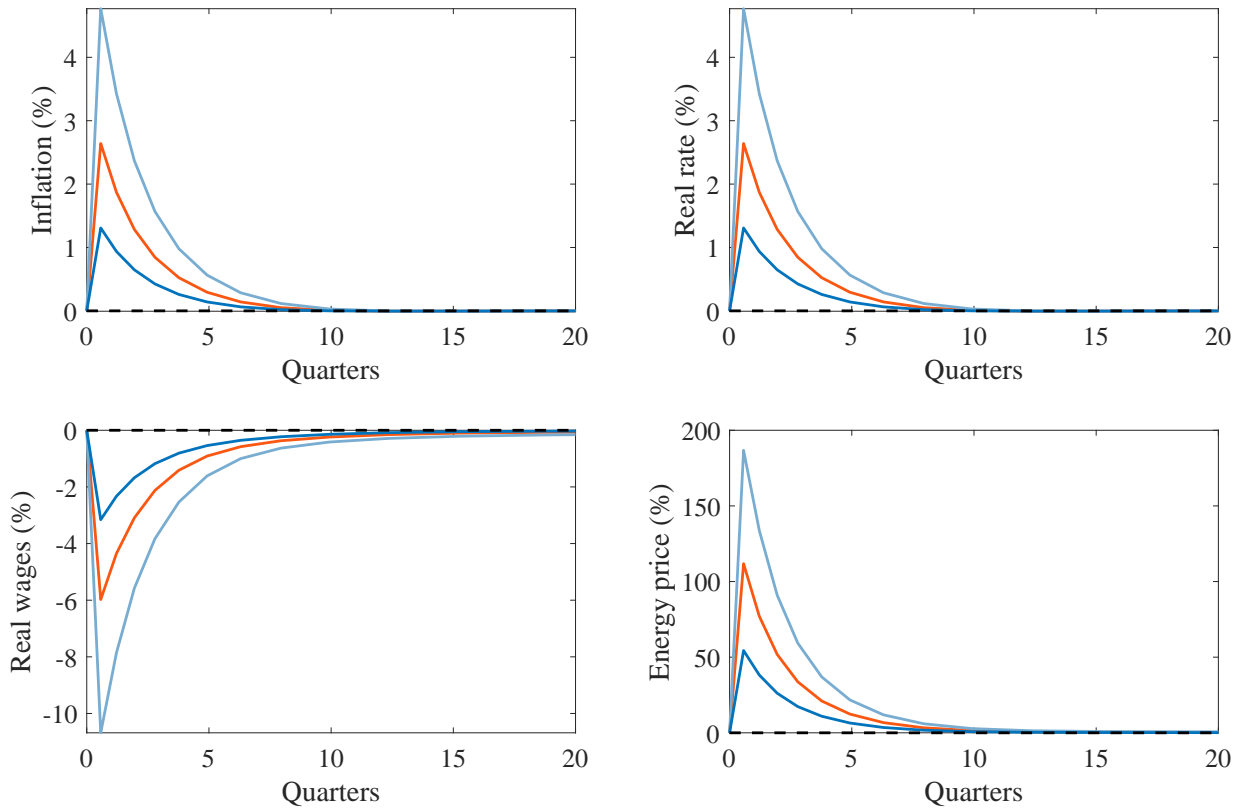 Inflation (%)
4
3
2
1
0
0 5 10 15 20
Quarters
Real rate (%)
4
3
2
1
0
0 5 10 15 20
Quarters
Real wages (%)
0
-2
-4
-6
-8
-10
0 5 10 15 20
Quarters
Energy price (%)
200
150
100
50
0
0 5 10 15 20
Quarters